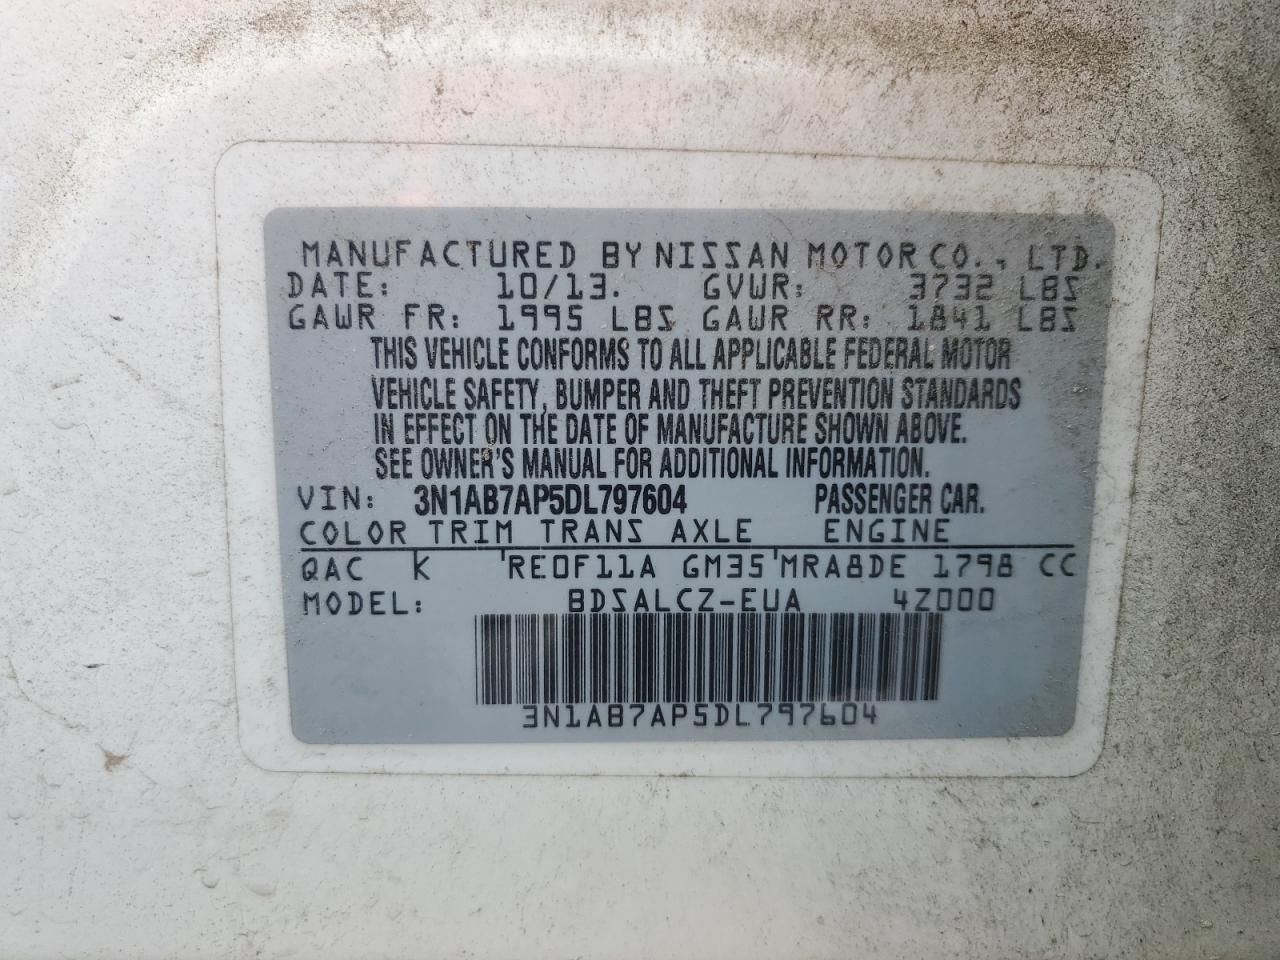 MANUFACTURED BY NISSAN MOTOR CO., LTD.
DATE: 10/13. GVWR: 3732 LBS
GAWR FR: 1995 LBS GAWR RR: 1841 LBS
THIS VEHICLE CONFORMS TO ALL APPLICABLE FEDERAL MOTOR
VEHICLE SAFETY, BUMPER AND THEFT PREVENTION STANDARDS
IN EFFECT ON THE DATE OF MANUFACTURE SHOWN ABOVE.
SEE OWNER'S MANUAL FOR ADDITIONAL INFORMATION.
VIN: 3N1AB7AP5DL797604 PASSENGER CAR.
COLOR TRIM TRANS AXLE ENGINE
QAC K 'RE0F11A GM35'MRA8DE 1798 CC
MODEL: BDSALCZ-EUA 4Z000
3N1AB7AP5DL797604